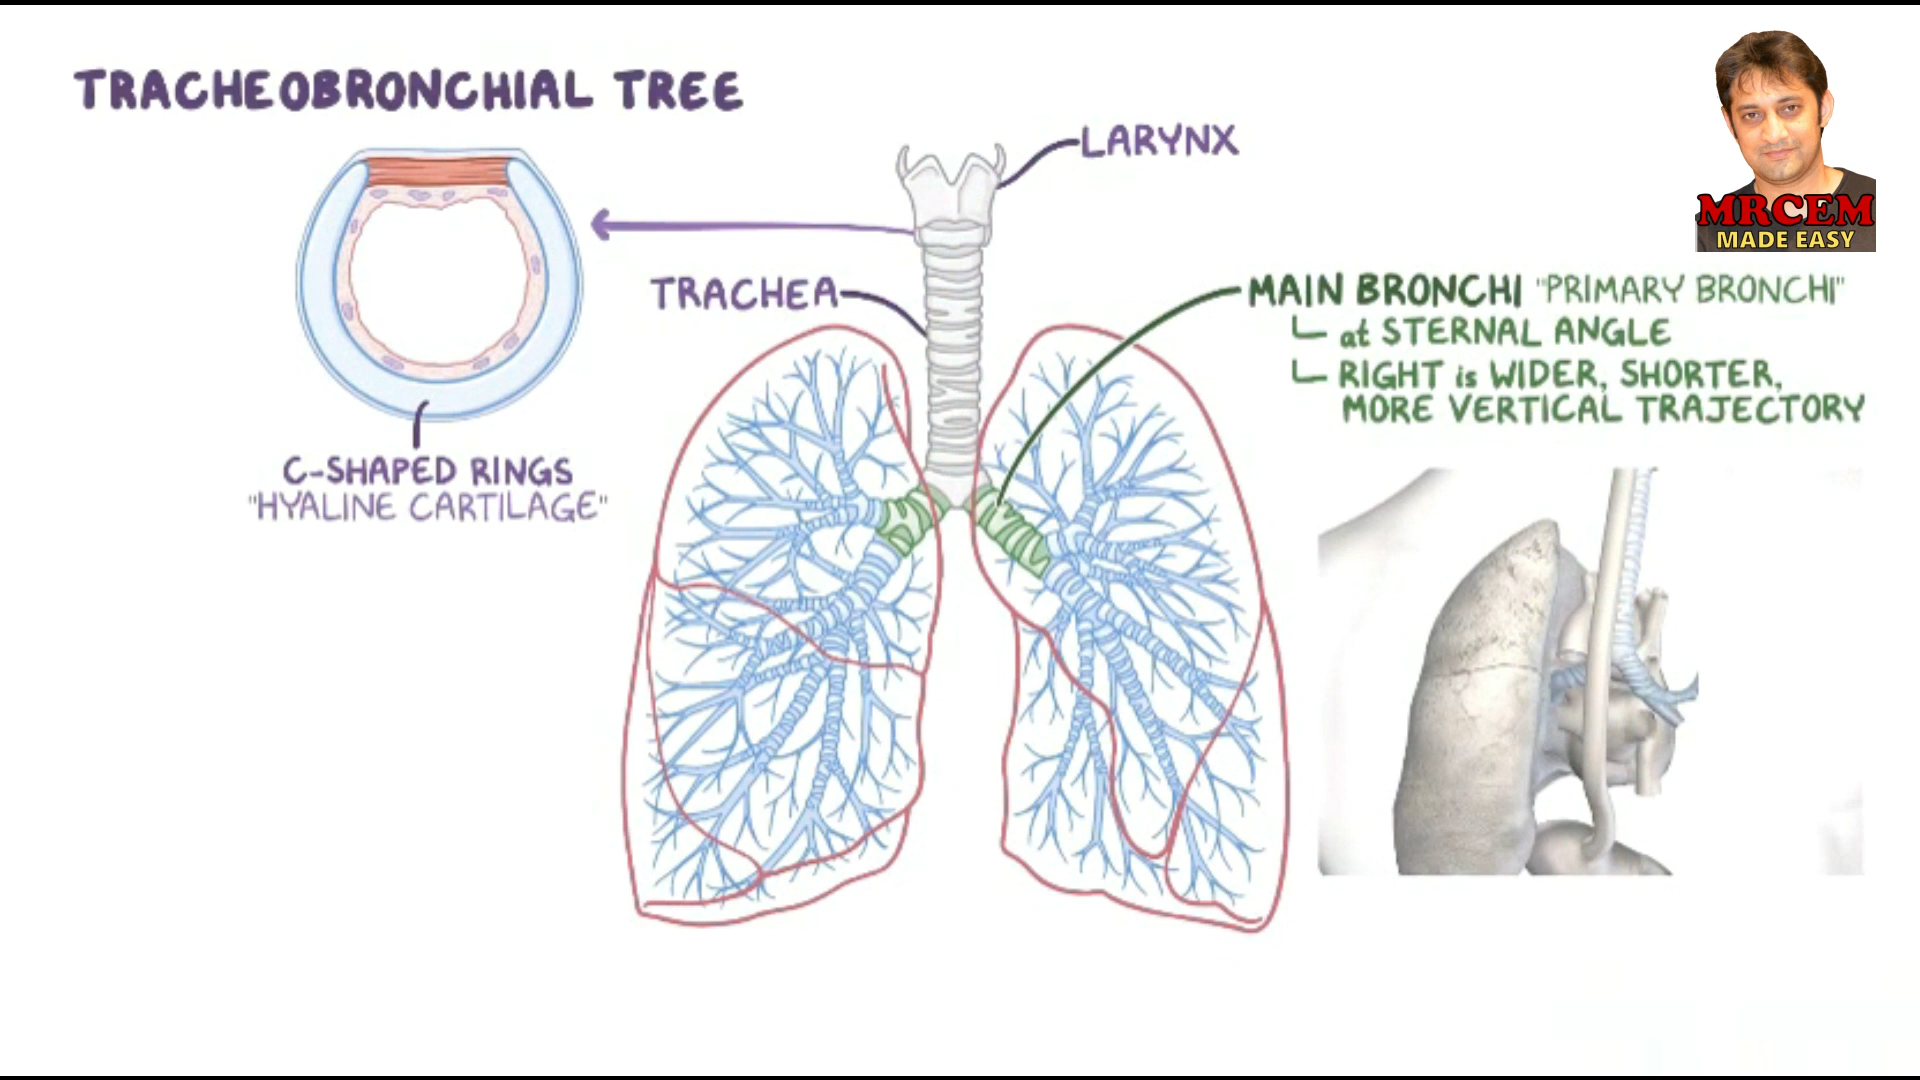 TRACHEOBRONCHIAL TREE
LARYNX
MRCEM
MADE EASY
TRACHEA
MAIN BRONCHI "PRIMARY BRONCHI"
at STERNAL ANGLE
RIGHT is WIDER, SHORTER,
MORE VERTICAL TRAJECTORY
C-SHAPED RINGS
"HYALINE CARTILAGE"